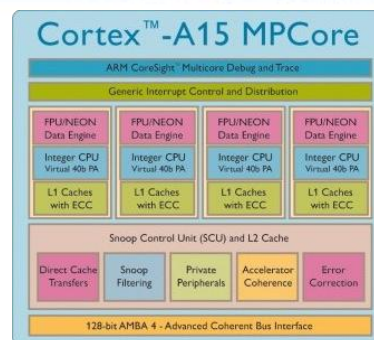 Cortex™-A15 MPCore
ARM CoreSight™ Multicore Debug and Trace
Generic Interrupt Control and Distribution
FPU/NEON
Data Engine
Integer CPU
Virtual 40b PA
L1 Caches
with ECC
FPU/NEON
Data Engine
Integer CPU
Virtual 40b PA
L1 Caches
with ECC
FPU/NEON
Data Engine
Integer CPU
Virtual 40b PA
L1 Caches
with ECC
FPU/NEON
Data Engine
Integer CPU
Virtual 40b PA
L1 Caches
with ECC
Snoop Control Unit (SCU) and L2 Cache
Direct Cache
Transfers
Snoop
Filtering
Private
Peripherals
Accelerator
Coherence
Error
Correction
128-bit AMBA 4 - Advanced Coherent Bus Interface